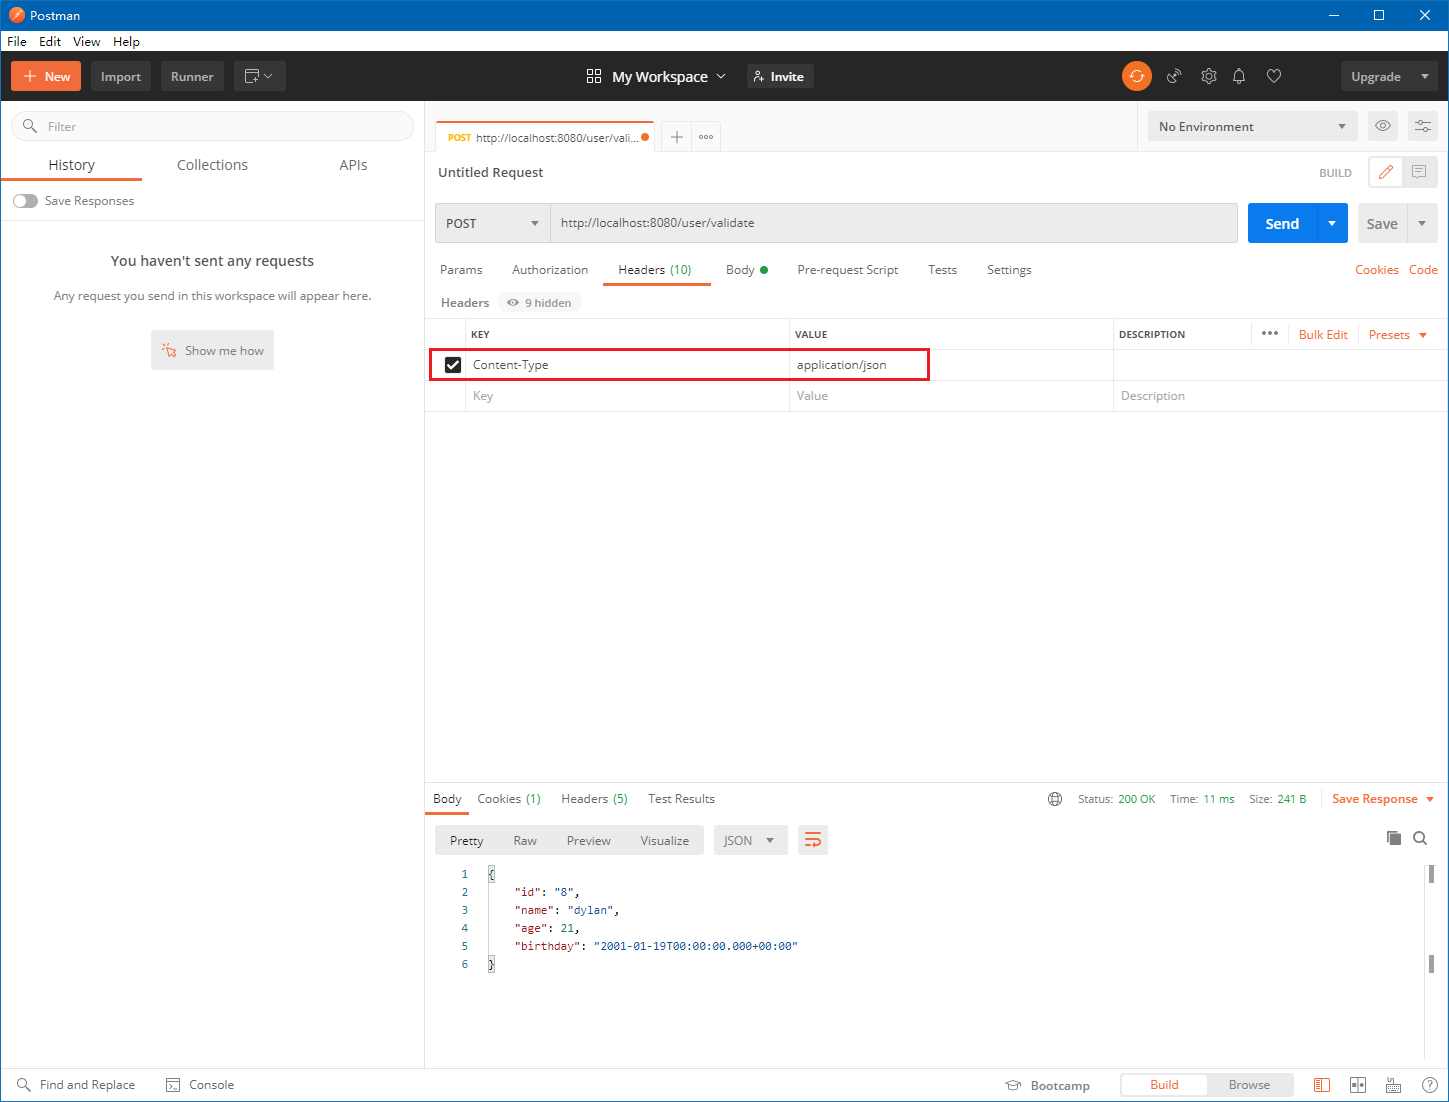 Postman
File Edit View Help
New Import Runner My Workspace Invite Upgrade
Filter
History Collections APIs
Save Responses
You haven't sent any requests
Any request you send in this workspace will appear here.
Show me how
POST http://localhost:8080/user/vali...
No Environment
Untitled Request BUILD
POST http://localhost:8080/user/validate Send Save
Params Authorization Headers (10) Body Pre-request Script Tests Settings Cookies Code
Headers 9 hidden
KEY VALUE DESCRIPTION Bulk Edit Presets
Content-Type application/json
Key Value Description
Body Cookies (1) Headers (5) Test Results Status: 200 OK Time: 11 ms Size: 241 B Save Response
Pretty Raw Preview Visualize JSON
1 {
2 "id": "8",
3 "name": "dylan",
4 "age": 21,
5 "birthday": "2001-01-19T00:00:00.000+00:00"
6 }
Find and Replace Console Bootcamp Build Browse